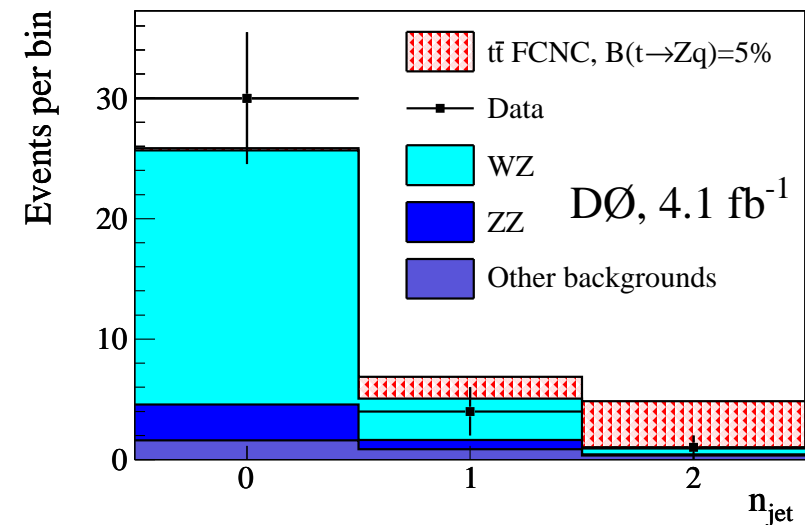 Events per bin
30
20
10
0
tt̄ FCNC, B(t→Zq)=5%
Data
WZ
ZZ
Other backgrounds
DØ, 4.1 fb⁻¹
0 1 2
n_jet